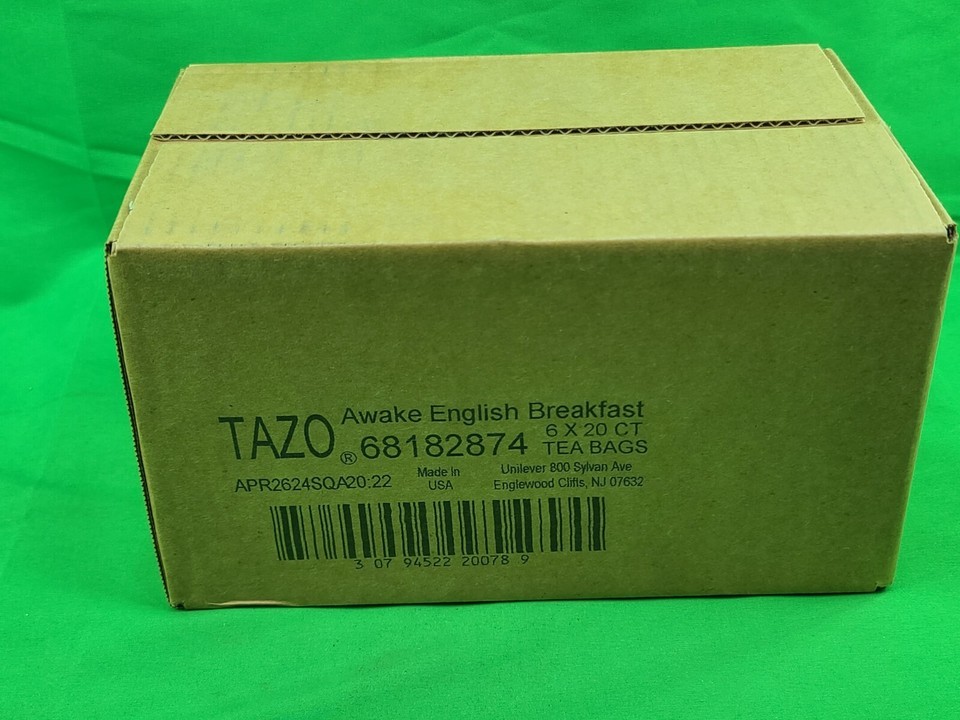 TAZO® Awake English Breakfast
68182874 6 X 20 CT
TEA BAGS
APR2624SQA20:22 Made In USA Unilever 800 Sylvan Ave
Englewood Cliffs, NJ 07632
3 07 94522 20078 9